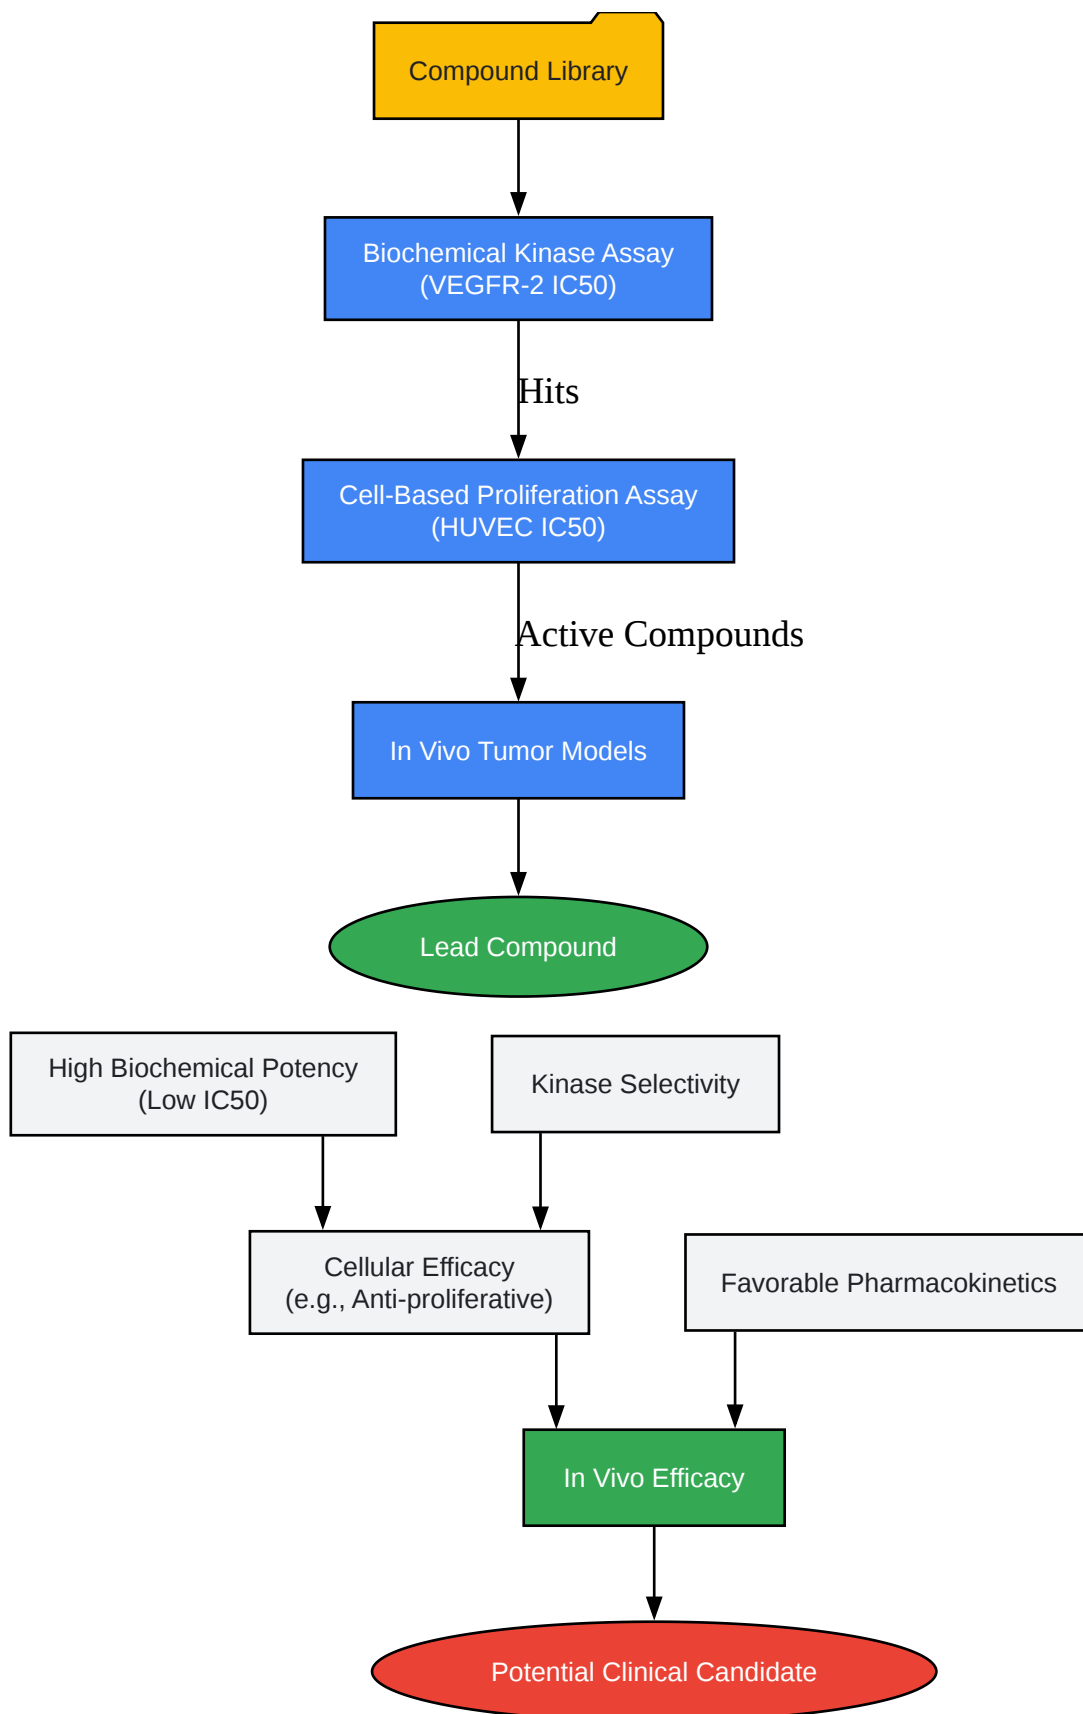 Compound Library
Biochemical Kinase Assay
(VEGFR-2 IC50)
Hits
Cell-Based Proliferation Assay
(HUVEC IC50)
Active Compounds
In Vivo Tumor Models
Lead Compound
High Biochemical Potency
(Low IC50)
Kinase Selectivity
Cellular Efficacy
(e.g., Anti-proliferative)
Favorable Pharmacokinetics
In Vivo Efficacy
Potential Clinical Candidate